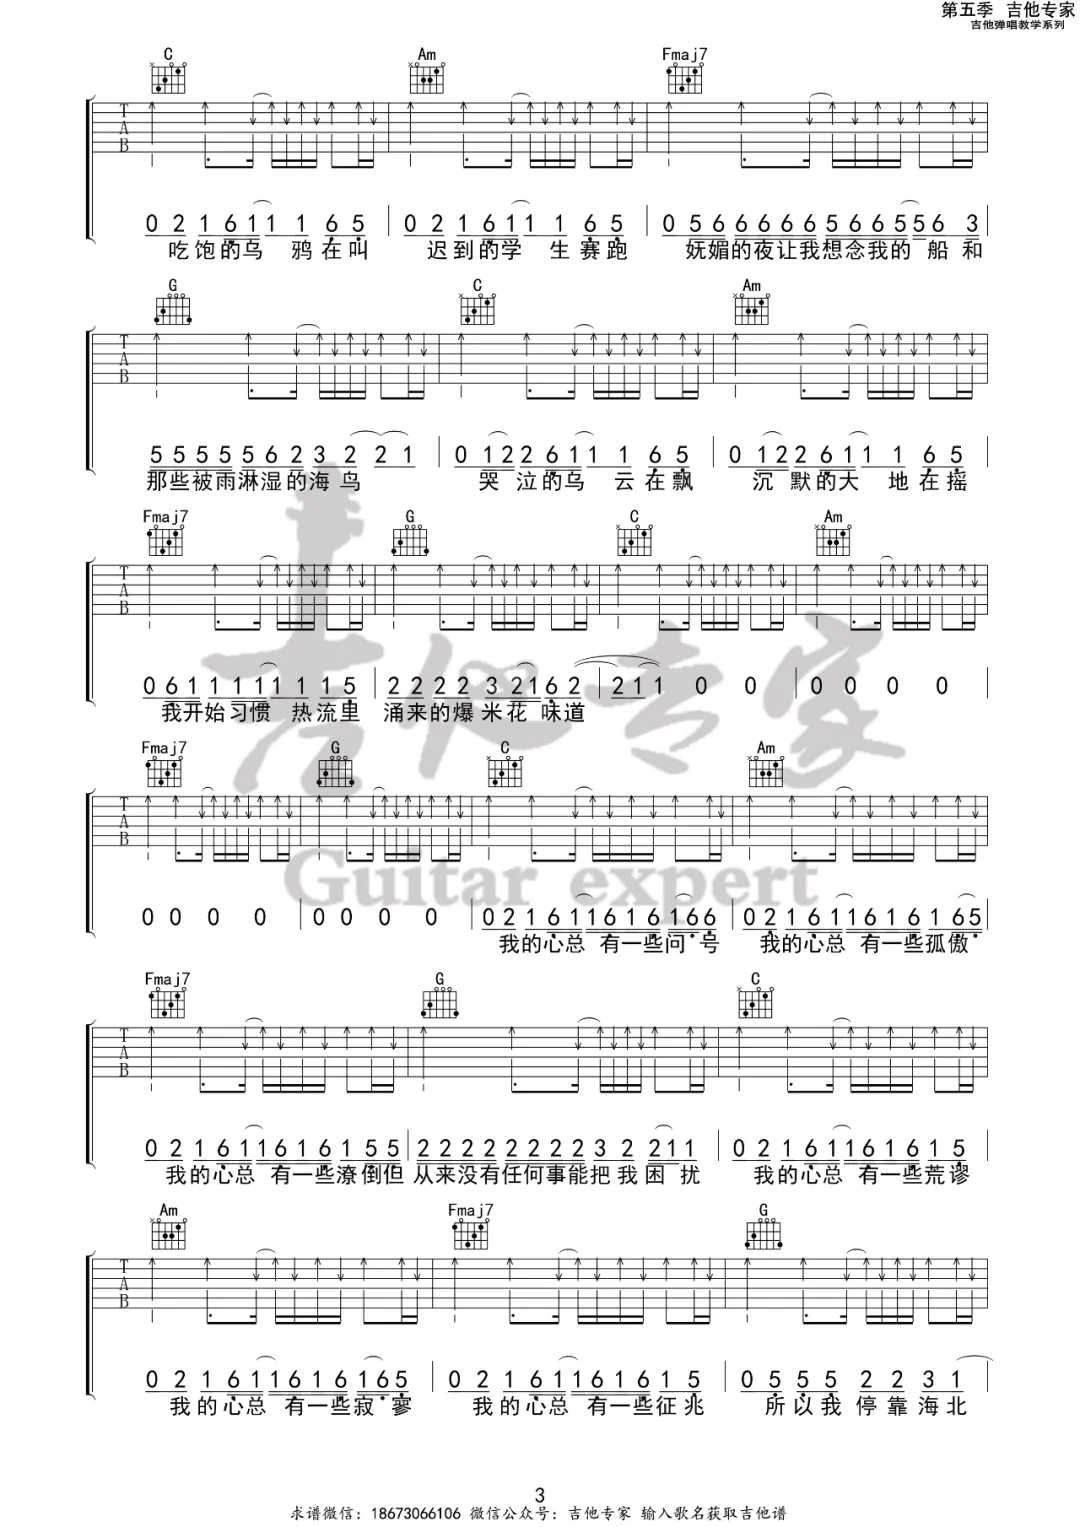 第五季 吉他专家
吉他弹唱教学系列
C Am Fmaj7
T
A
B
0 2 1 6 1 1 1 6 5 0 2 1 6 1 1 1 6 5 0 5 6 6 6 6 6 5 6 6 5 5 6 3
吃饱的乌 鸦在叫 迟到的学 生赛跑 妩媚的夜让我想念我的 船和
G C Am
T
A
B
5 5 5 5 5 6 2 3 2 2 1 0 1 2 2 6 1 1 1 6 5 0 1 2 2 6 1 1 1 6 5
那些被雨淋湿的海鸟 哭 泣的乌 云在飘 沉 默的大 地在摇
Fmaj7 G C Am
T
A
B
0 6 1 1 1 1 1 1 1 5 2 2 2 2 3 2 1 6 2 2 1 1 0 0 0 0 0 0
我开始习惯 热流里 涌来的爆米花 味道
Fmaj7 G C Am
T
A
B
0 0 0 0 0 0 0 0 0 2 1 6 1 1 6 1 6 1 6 6 0 2 1 6 1 1 6 1 6 1 6 5
我的心总 有一些问 号 我的心总 有一些孤傲
吉他专家
Guitar expert
Fmaj7 G C
T
A
B
0 2 1 6 1 1 6 1 6 1 5 5 2 2 2 2 2 2 2 2 3 2 2 1 1 0 2 1 6 1 1 6 1 6 1 5
我的心总 有一些潦倒但 从来没有任何事能把我困 扰 我的心总 有一些荒谬
Am Fmaj7 G
T
A
B
0 2 1 6 1 1 6 1 6 1 6 5 0 2 1 6 1 1 6 1 6 1 5 0 5 5 5 2 2 3 1
我的心总 有一些寂 寥 我的心总 有一些征兆 所以我 停靠海北
3
求谱微信：18673066106 微信公众号：吉他专家 输入歌名获取吉他谱